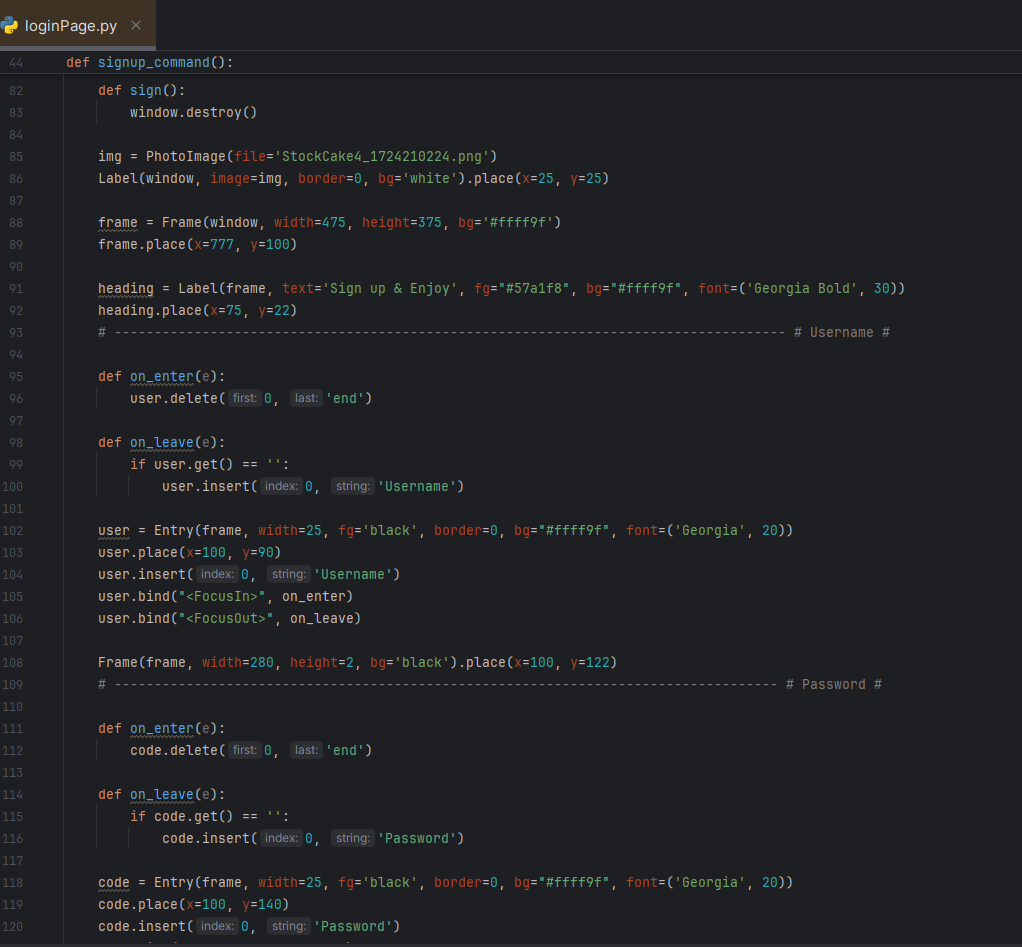 loginPage.py
44 def signup_command():
82 def sign():
83 window.destroy()
84
85 img = PhotoImage(file='StockCake4_1724210224.png')
86 Label(window, image=img, border=0, bg='white').place(x=25, y=25)
87
88 frame = Frame(window, width=475, height=375, bg='#ffff9f')
89 frame.place(x=777, y=100)
90
91 heading = Label(frame, text='Sign up & Enjoy', fg="#57a1f8", bg="#ffff9f", font=('Georgia Bold', 30))
92 heading.place(x=75, y=22)
93 # ------------------------------------------------------------------------------------ # Username #
94
95 def on_enter(e):
96 user.delete( first: 0, last: 'end')
97
98 def on_leave(e):
99 if user.get() == '':
100 user.insert( index: 0, string: 'Username')
101
102 user = Entry(frame, width=25, fg='black', border=0, bg="#ffff9f", font=('Georgia', 20))
103 user.place(x=100, y=90)
104 user.insert( index: 0, string: 'Username')
105 user.bind("<FocusIn>", on_enter)
106 user.bind("<FocusOut>", on_leave)
107
108 Frame(frame, width=280, height=2, bg='black').place(x=100, y=122)
109 # ----------------------------------------------------------------------------------- # Password #
110
111 def on_enter(e):
112 code.delete( first: 0, last: 'end')
113
114 def on_leave(e):
115 if code.get() == '':
116 code.insert( index: 0, string: 'Password')
117
118 code = Entry(frame, width=25, fg='black', border=0, bg="#ffff9f", font=('Georgia', 20))
119 code.place(x=100, y=140)
120 code.insert( index: 0, string: 'Password')